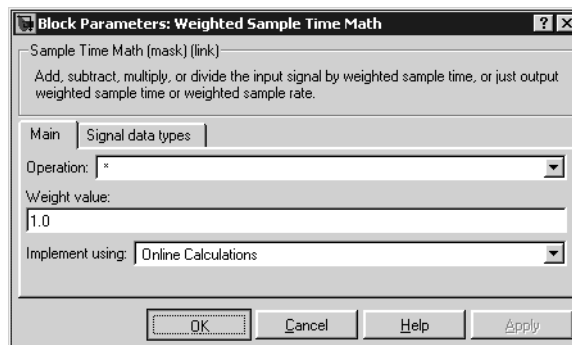 Block Parameters: Weighted Sample Time Math
Sample Time Math (mask) (link)
Add, subtract, multiply, or divide the input signal by weighted sample time, or just output
weighted sample time or weighted sample rate.
Main Signal data types
Operation: *
Weight value:
1.0
Implement using: Online Calculations
OK Cancel Help Apply